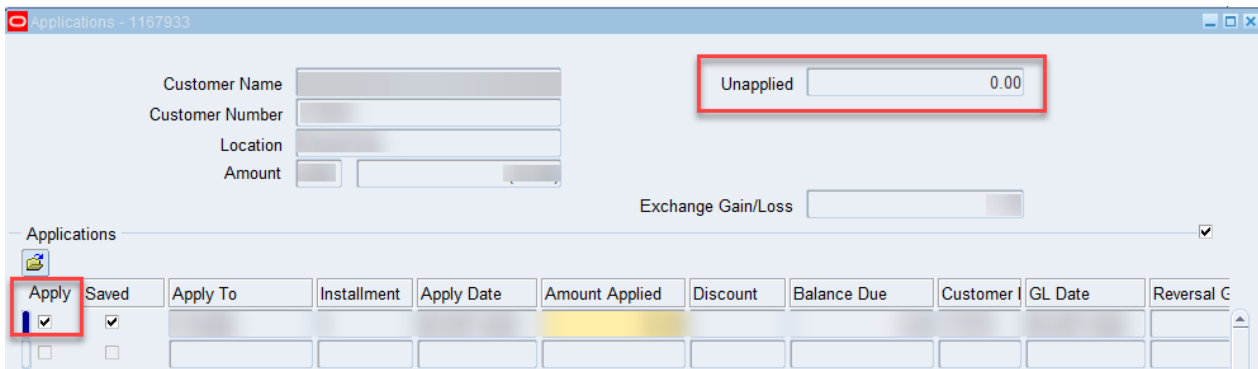 Applications - 1167933
Customer Name
Unapplied 0.00
Customer Number
Location
Amount
Exchange Gain/Loss
Applications
Apply Saved Apply To Installment Apply Date Amount Applied Discount Balance Due Customer GL Date Reversal G